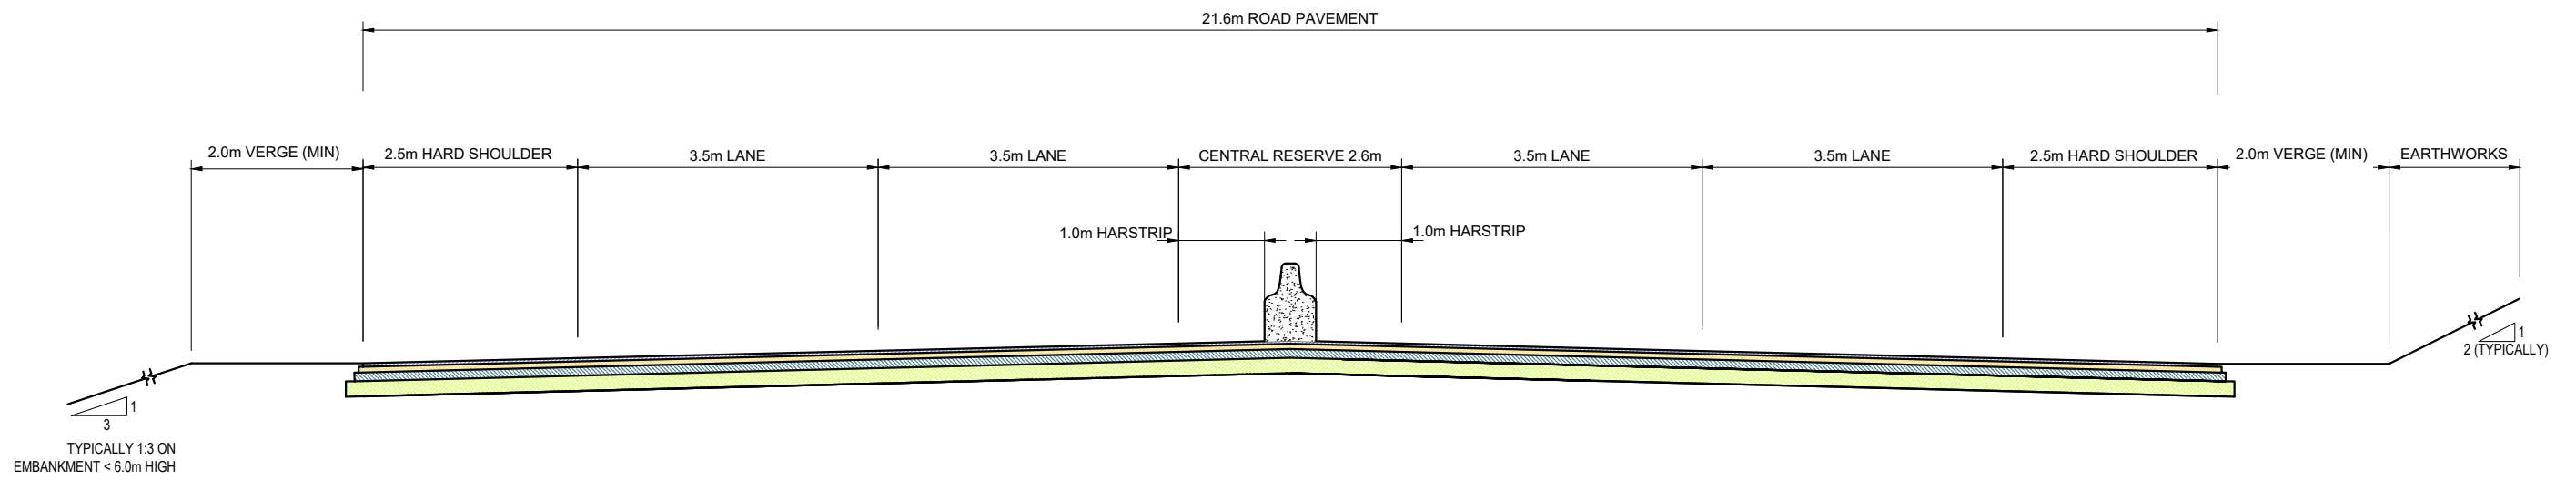 21.6m ROAD PAVEMENT
2.0m VERGE (MIN)
2.5m HARD SHOULDER
3.5m LANE
3.5m LANE
CENTRAL RESERVE 2.6m
3.5m LANE
3.5m LANE
2.5m HARD SHOULDER
2.0m VERGE (MIN)
EARTHWORKS
1.0m HARSTRIP
1.0m HARSTRIP
1
2 (TYPICALLY)
1
3
TYPICALLY 1:3 ON
EMBANKMENT < 6.0m HIGH